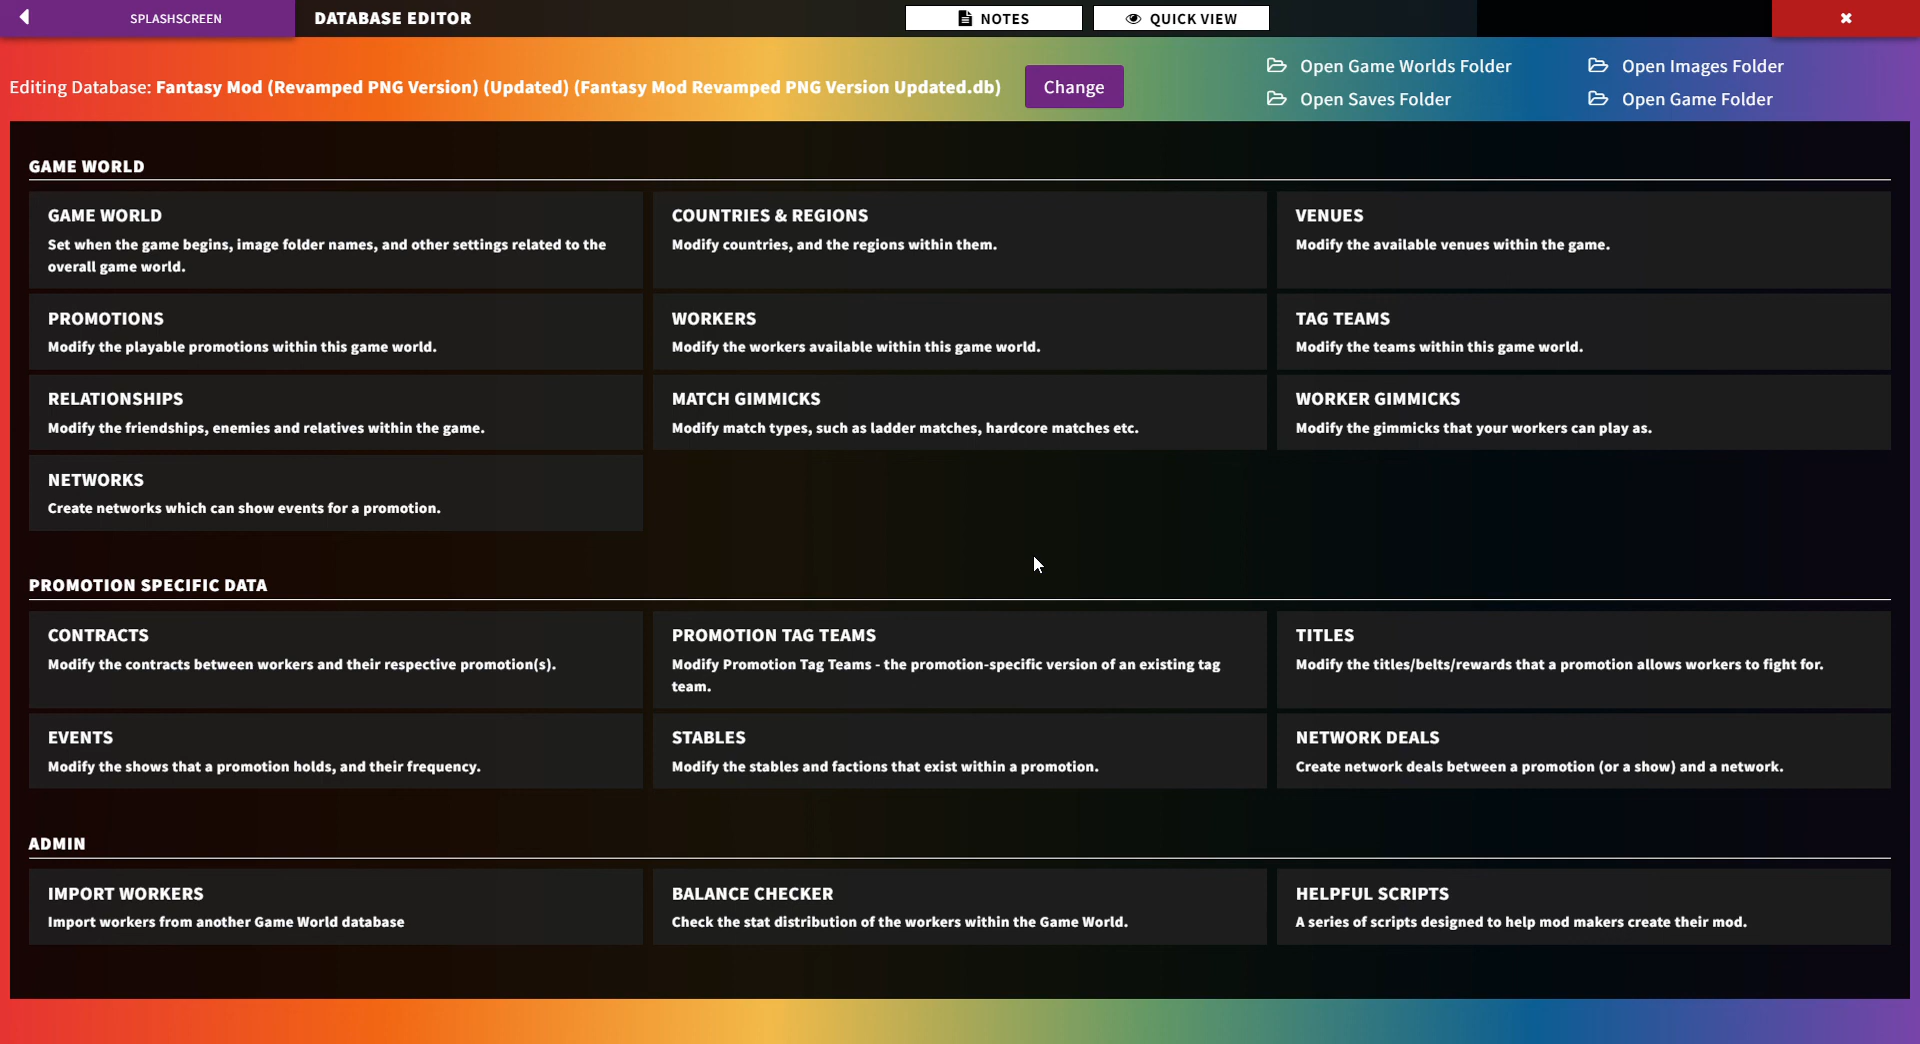 SPLASHSCREEN
DATABASE EDITOR
NOTES
QUICK VIEW
Editing Database: Fantasy Mod (Revamped PNG Version) (Updated) (Fantasy Mod Revamped PNG Version Updated.db)
Change
Open Game Worlds Folder
Open Images Folder
Open Saves Folder
Open Game Folder
GAME WORLD
GAME WORLD
Set when the game begins, image folder names, and other settings related to the
overall game world.
COUNTRIES & REGIONS
Modify countries, and the regions within them.
VENUES
Modify the available venues within the game.
PROMOTIONS
Modify the playable promotions within this game world.
WORKERS
Modify the workers available within this game world.
TAG TEAMS
Modify the teams within this game world.
RELATIONSHIPS
Modify the friendships, enemies and relatives within the game.
MATCH GIMMICKS
Modify match types, such as ladder matches, hardcore matches etc.
WORKER GIMMICKS
Modify the gimmicks that your workers can play as.
NETWORKS
Create networks which can show events for a promotion.
PROMOTION SPECIFIC DATA
CONTRACTS
Modify the contracts between workers and their respective promotion(s).
PROMOTION TAG TEAMS
Modify Promotion Tag Teams - the promotion-specific version of an existing tag
team.
TITLES
Modify the titles/belts/rewards that a promotion allows workers to fight for.
EVENTS
Modify the shows that a promotion holds, and their frequency.
STABLES
Modify the stables and factions that exist within a promotion.
NETWORK DEALS
Create network deals between a promotion (or a show) and a network.
ADMIN
IMPORT WORKERS
Import workers from another Game World database
BALANCE CHECKER
Check the stat distribution of the workers within the Game World.
HELPFUL SCRIPTS
A series of scripts designed to help mod makers create their mod.